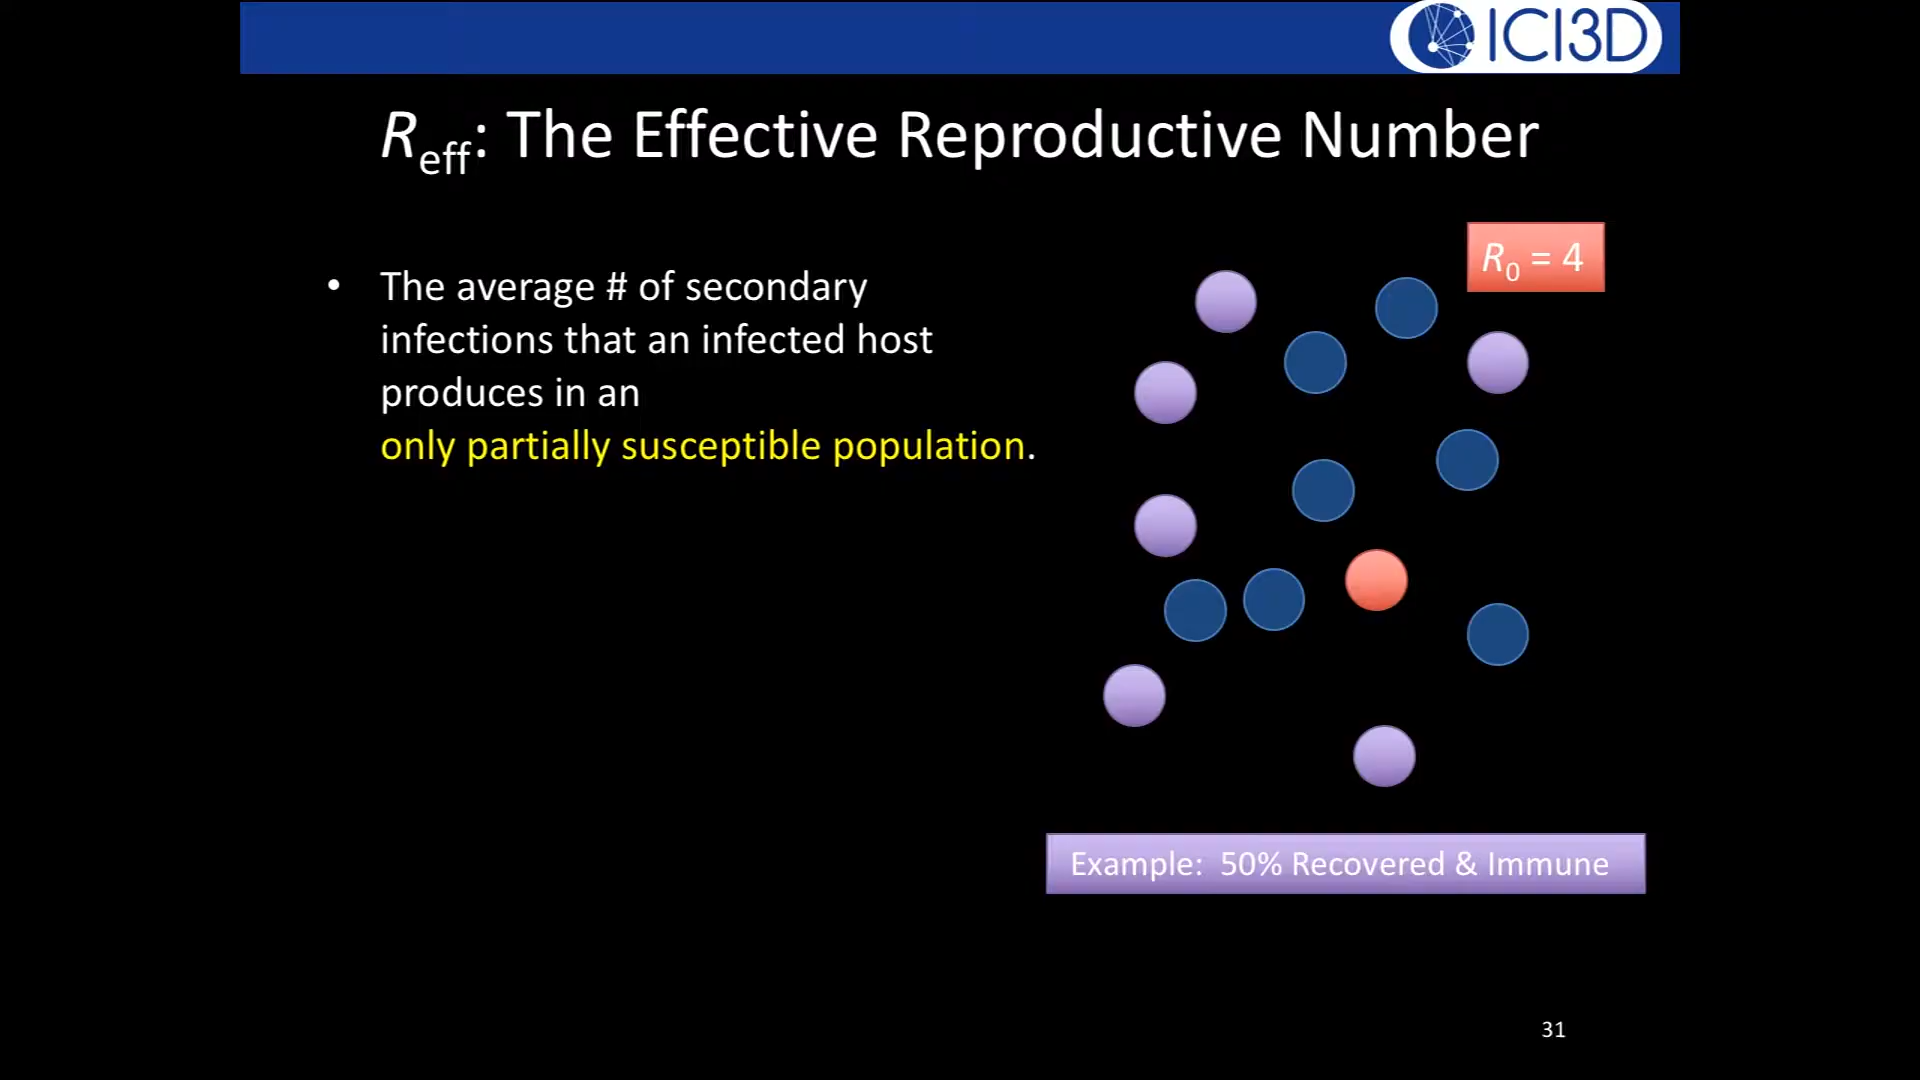 ICI3D
Reff: The Effective Reproductive Number
R0 = 4
• The average # of secondary
infections that an infected host
produces in an
only partially susceptible population.
Example: 50% Recovered & Immune
31